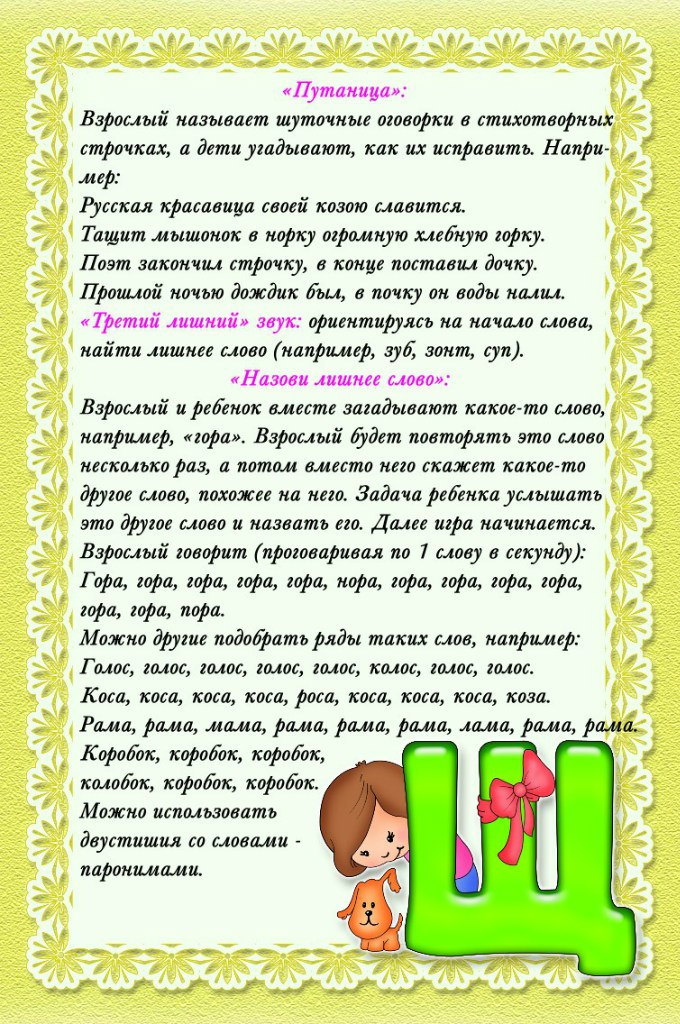 «Путаница»:
Взрослый называет шуточные оговорки в стихотворных
строчках, а дети угадывают, как их исправить. Напри-
мер:
Русская красавица своей козою славится.
Тащит мышонок в норку огромную хлебную горку.
Поэт закончил строчку, в конце поставил дочку.
Прошлой ночью дождик был, в почку он воды налил.
«Третий лишний» звук: ориентируясь на начало слова,
найти лишнее слово (например, зуб, зонт, суп).
«Назови лишнее слово»:
Взрослый и ребенок вместе загадывают какое-то слово,
например, «гора». Взрослый будет повторять это слово
несколько раз, а потом вместо него скажет какое-то
другое слово, похожее на него. Задача ребенка услышать
это другое слово и назвать его. Далее игра начинается.
Взрослый говорит (проговаривая по 1 слову в секунду):
Гора, гора, гора, гора, гора, нора, гора, гора, гора, гора,
гора, гора, пора.
Можно другие подобрать ряды таких слов, например:
Голос, голос, голос, голос, голос, колос, голос, голос.
Коса, коса, коса, коса, роса, коса, коса, коса, коза.
Рама, рама, мама, рама, рама, рама, лама, рама, рама.
Коробок, коробок, коробок,
колобок, коробок, коробок.
Можно использовать
двустишия со словами -
паронимами.
Щ